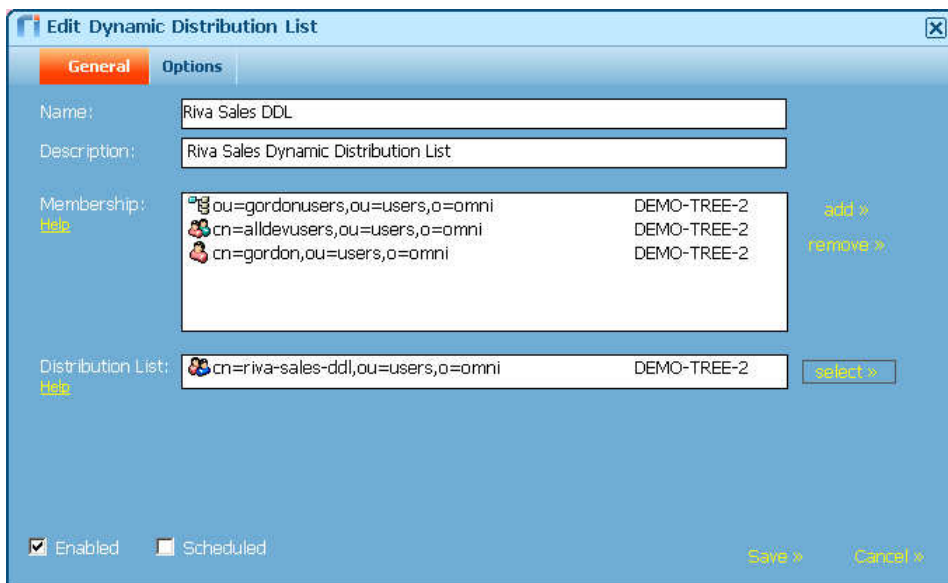 Edit Dynamic Distribution List
General Options
Name: Riva Sales DDL
Description: Riva Sales Dynamic Distribution List
Membership: ou=gordonusers,ou=users,o=omni DEMO-TREE-2 add »
Help cn=alldevusers,ou=users,o=omni DEMO-TREE-2
cn=gordon,ou=users,o=omni DEMO-TREE-2 remove »
Distribution List: cn=riva-sales-ddl,ou=users,o=omni DEMO-TREE-2 select »
Help
Enabled Scheduled
Save » Cancel »